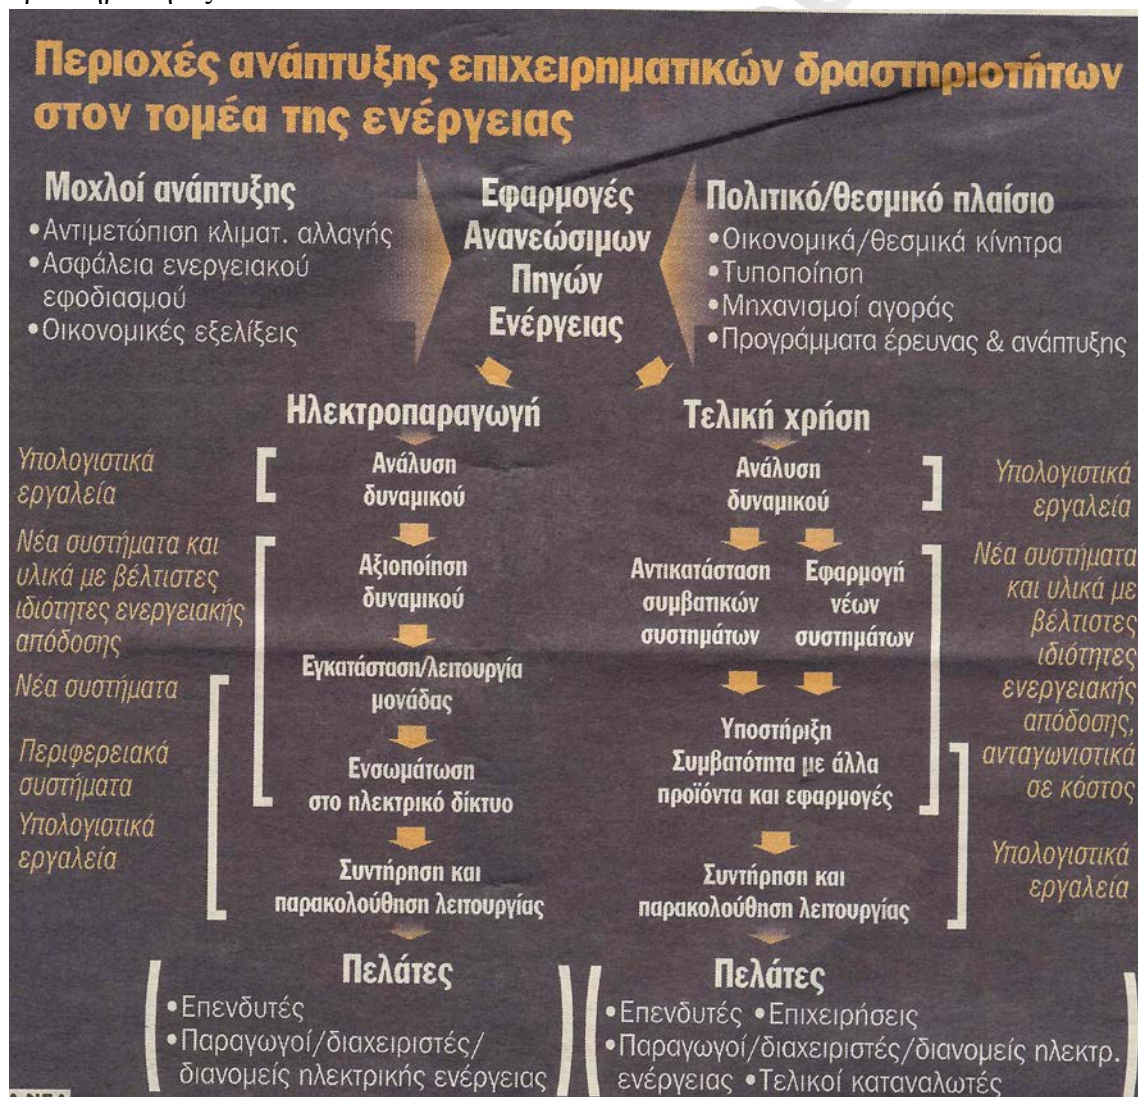 Περιοχές ανάπτυξης επιχειρηματικών δραστηριοτήτων
στον τομέα της ενέργειας
Μοχλοί ανάπτυξης
•Αντιμετώπιση κλιματ. αλλαγής
•Ασφάλεια ενεργειακού
εφοδιασμού
•Οικονομικές εξελίξεις
Εφαρμογές
Ανανεώσιμων
Πηγών
Ενέργειας
Πολιτικό/θεσμικό πλαίσιο
•Οικονομικά/θεσμικά κίνητρα
•Τυποποίηση
•Μηχανισμοί αγοράς
•Προγράμματα έρευνας & ανάπτυξης
Ηλεκτροπαραγωγή
Υπολογιστικά
εργαλεία
Ανάλυση
δυναμικού
Νέα συστήματα και
υλικά με βέλτιστες
ιδιότητες ενεργειακής
απόδοσης
Αξιοποίηση
δυναμικού
Εγκατάσταση/λειτουργία
μονάδας
Νέα συστήματα
Περιφερειακά
συστήματα
Υπολογιστικά
εργαλεία
Ενσωμάτωση
στο ηλεκτρικό δίκτυο
Συντήρηση και
παρακολούθηση λειτουργίας
Πελάτες
•Επενδυτές
•Παραγωγοί/διαχειριστές/
διανομείς ηλεκτρικής ενέργειας
Τελική χρήση
Ανάλυση
δυναμικού
Υπολογιστικά
εργαλεία
Αντικατάσταση
συμβατικών
συστημάτων
Εφαρμογή
νέων
συστημάτων
Νέα συστήματα
και υλικά με
βέλτιστες
ιδιότητες
ενεργειακής
απόδοσης,
ανταγωνιστικά
σε κόστος
Υποστήριξη
Συμβατότητα με άλλα
προϊόντα και εφαρμογές
Υπολογιστικά
εργαλεία
Συντήρηση και
παρακολούθηση λειτουργίας
Πελάτες
•Επενδυτές •Επιχειρήσεις
•Παραγωγοί/διαχειριστές/διανομείς ηλεκτρ.
ενέργειας •Τελικοί καταναλωτές